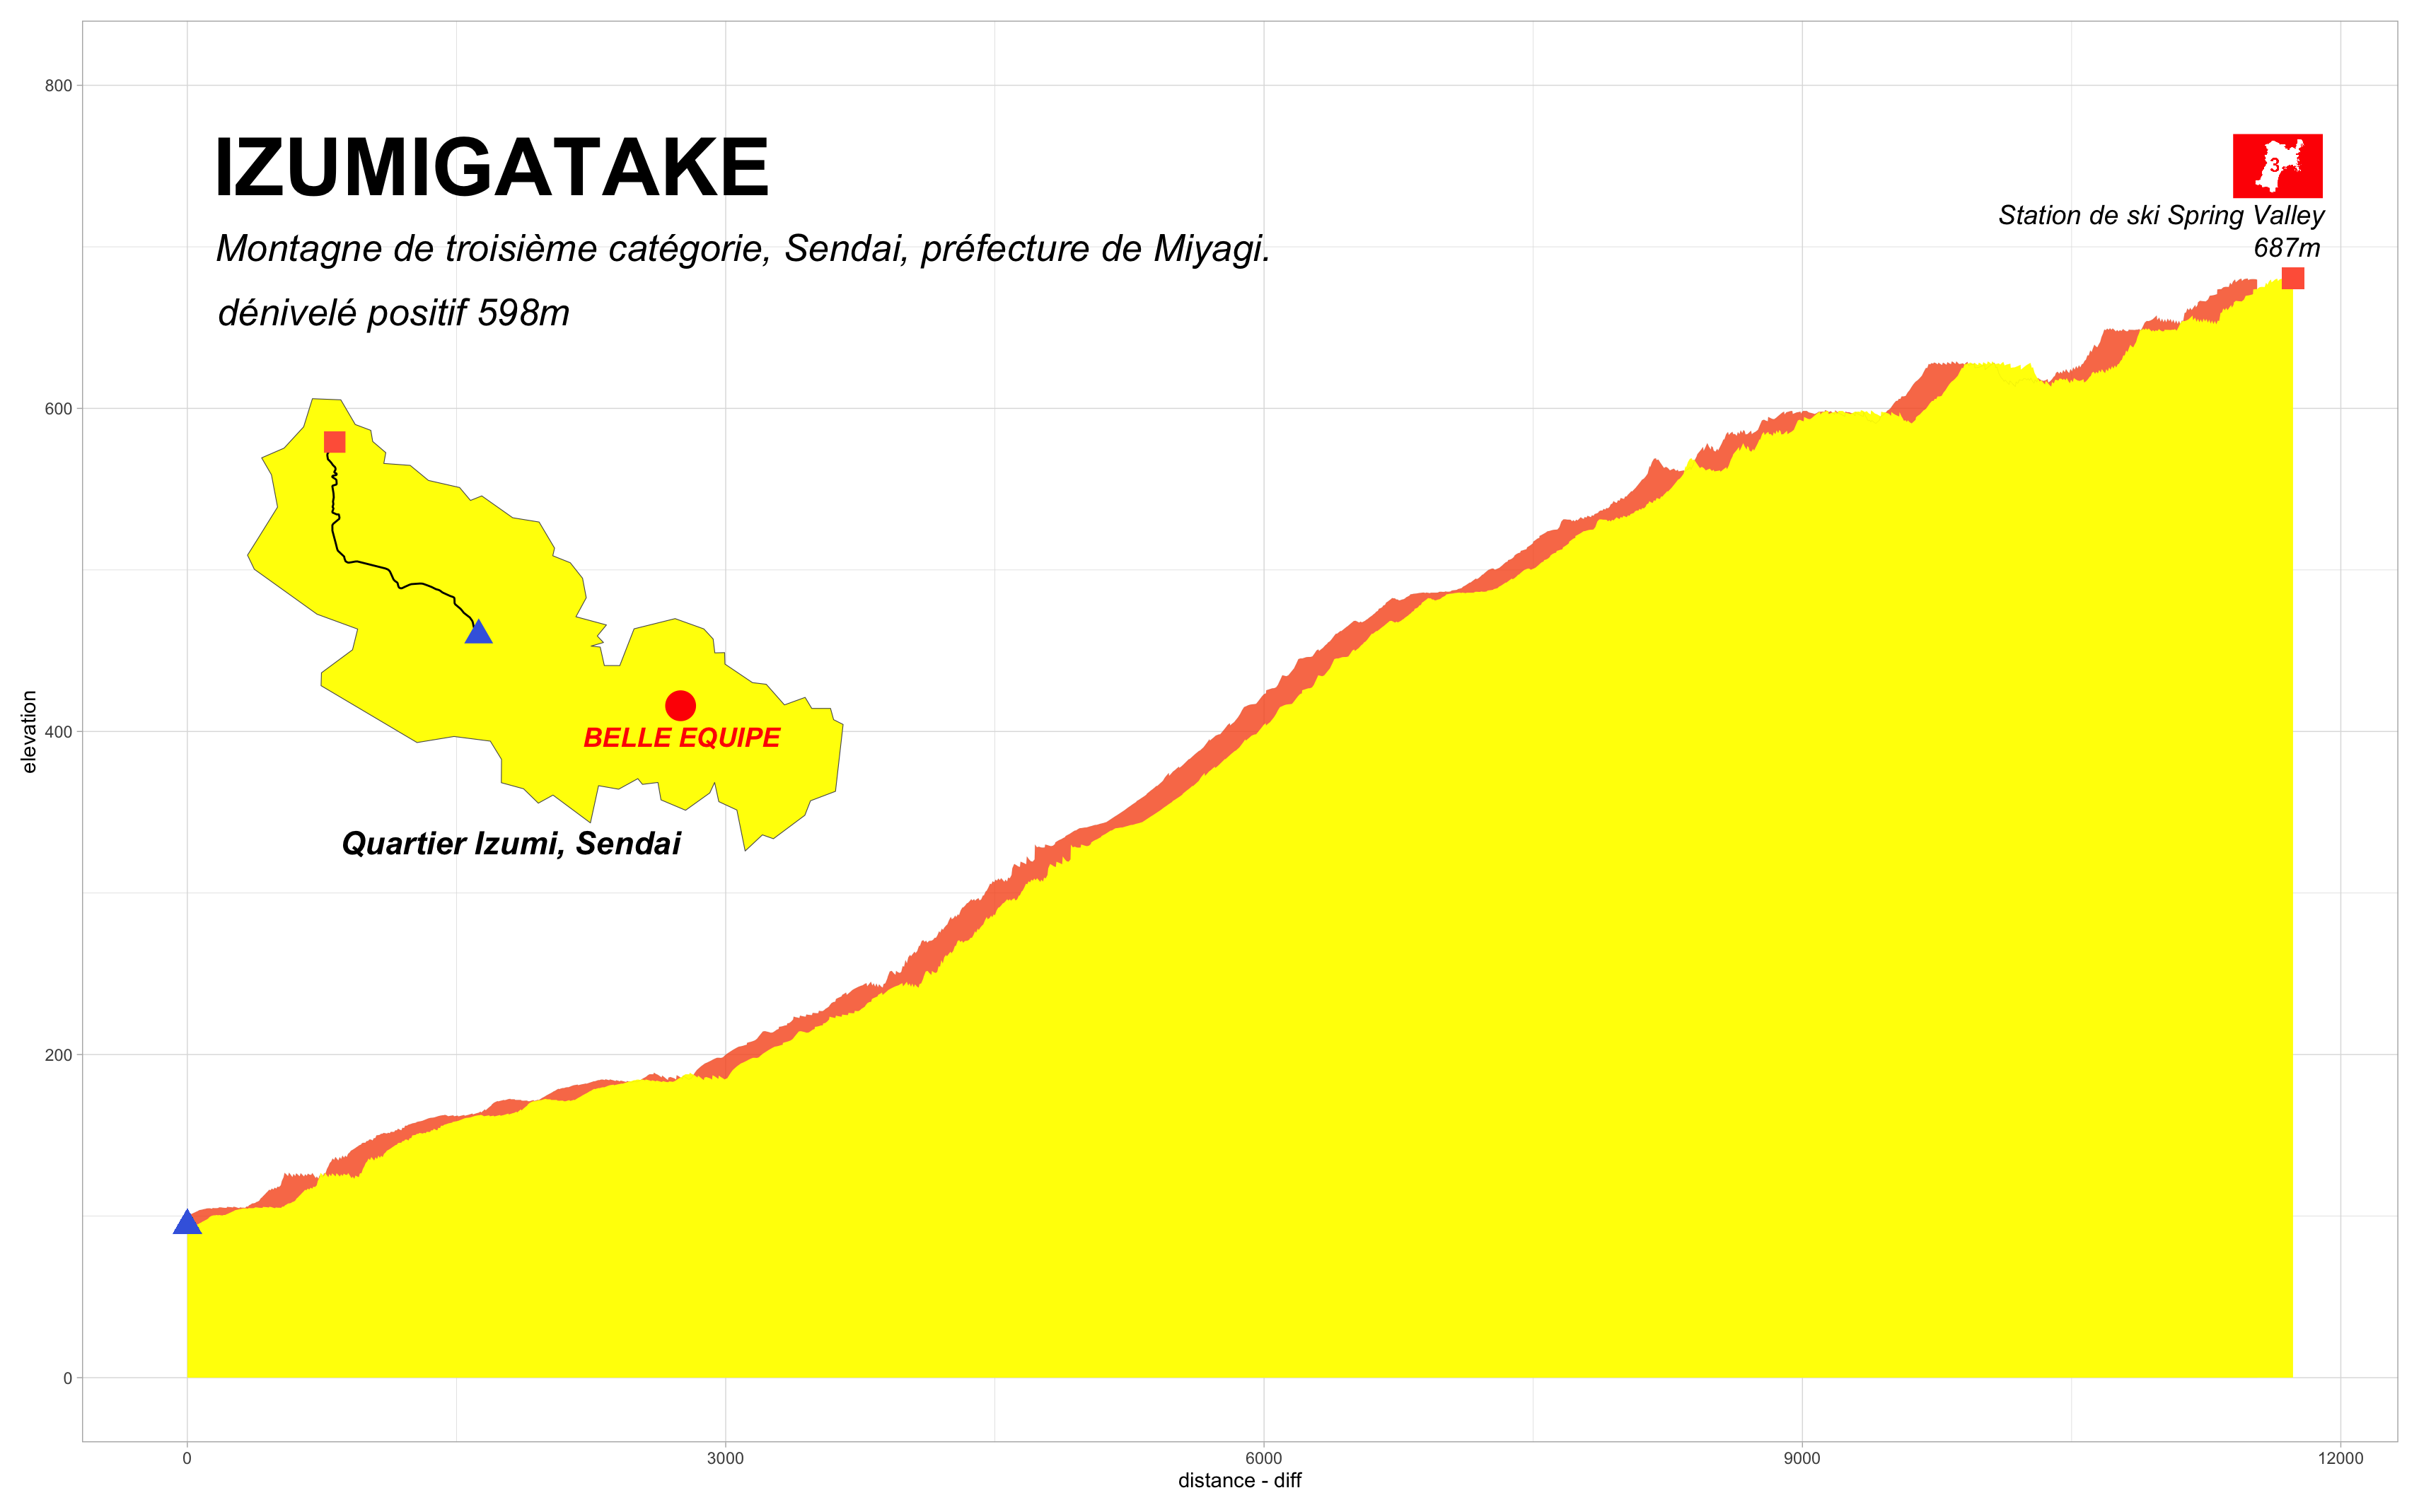 IZUMIGATAKE
Montagne de troisième catégorie, Sendai, préfecture de Miyagi.
dénivelé positif 598m
3
Station de ski Spring Valley
687m
BELLE EQUIPE
Quartier Izumi, Sendai
elevation
800
600
400
200
0
0 3000 6000 9000 12000
distance - diff